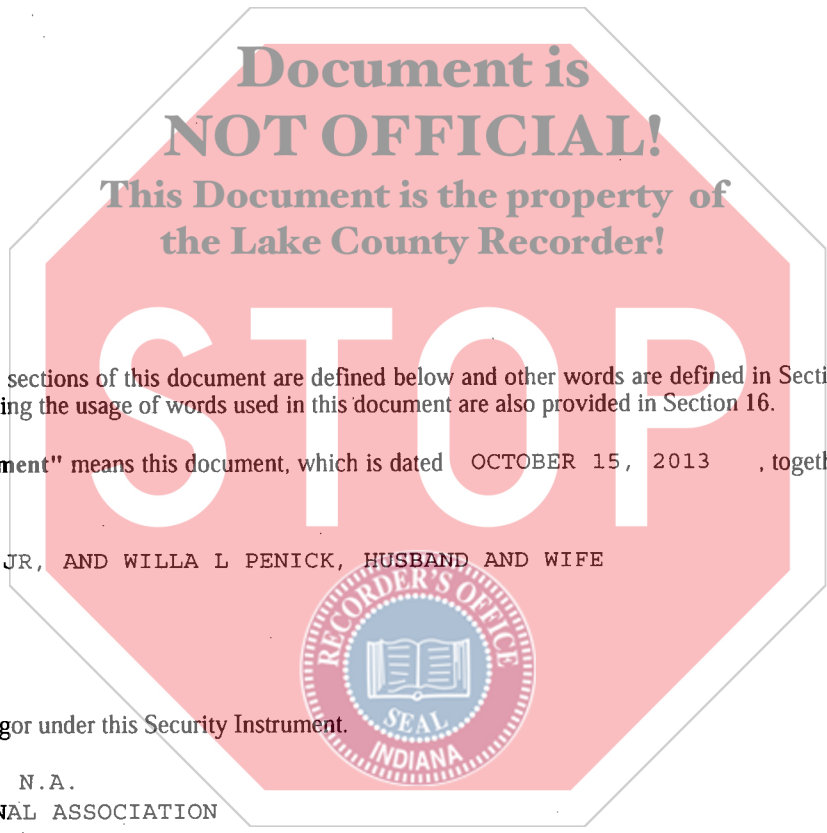 Document is
NOT OFFICIAL!
This Document is the property of
the Lake County Recorder!
STOP
sections of this document are defined below and other words are defined in Secti
ing the usage of words used in this document are also provided in Section 16.
ment" means this document, which is dated OCTOBER 15, 2013 , togeth
JR, AND WILLA L PENICK, HUSBAND AND WIFE
RECORDER'S OFFICE
SEAL
INDIANA
gor under this Security Instrument.
N.A.
NAL ASSOCIATION